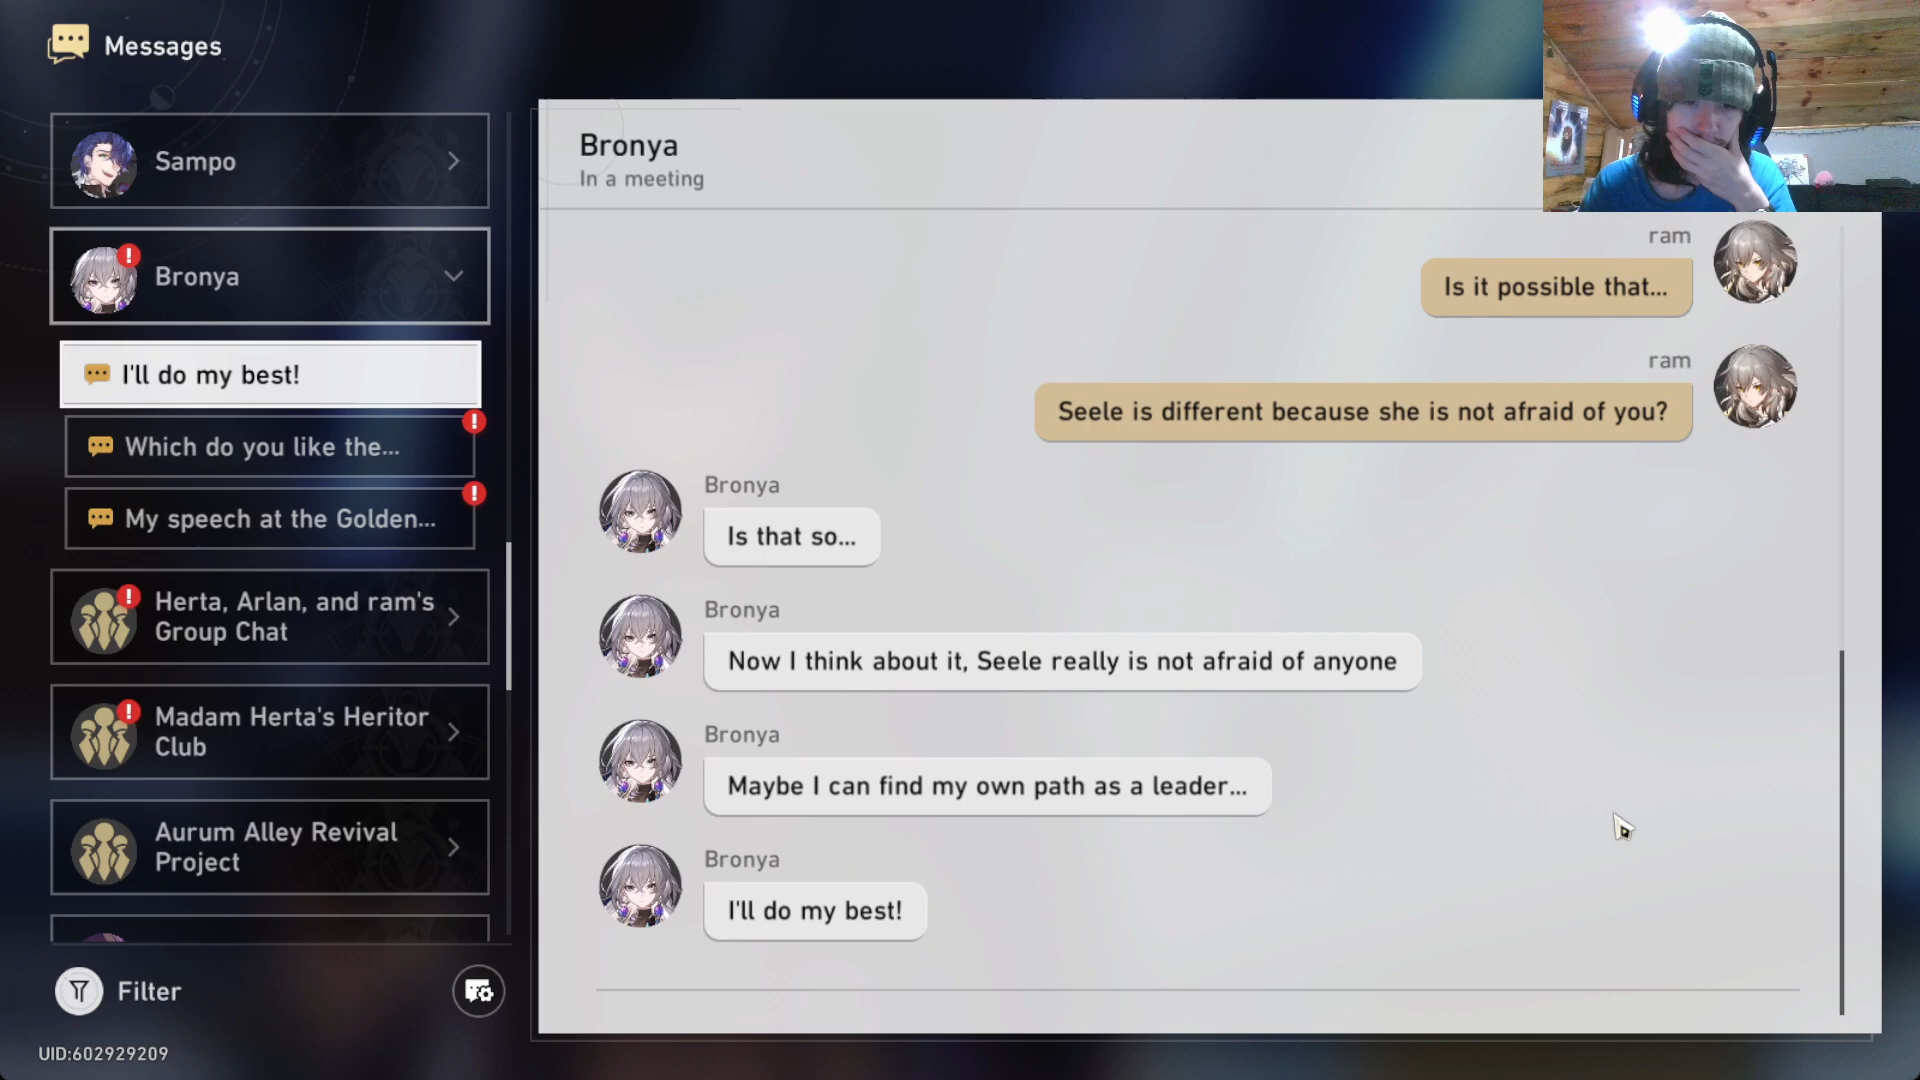 Messages
Sampo
Bronya
I'll do my best!
Which do you like the...
My speech at the Golden...
Herta, Arlan, and ram's
Group Chat
Madam Herta's Heritor
Club
Aurum Alley Revival
Project
Filter
UID:602929209
Bronya
In a meeting
ram
Is it possible that...
ram
Seele is different because she is not afraid of you?
Bronya
Is that so...
Bronya
Now I think about it, Seele really is not afraid of anyone
Bronya
Maybe I can find my own path as a leader...
Bronya
I'll do my best!